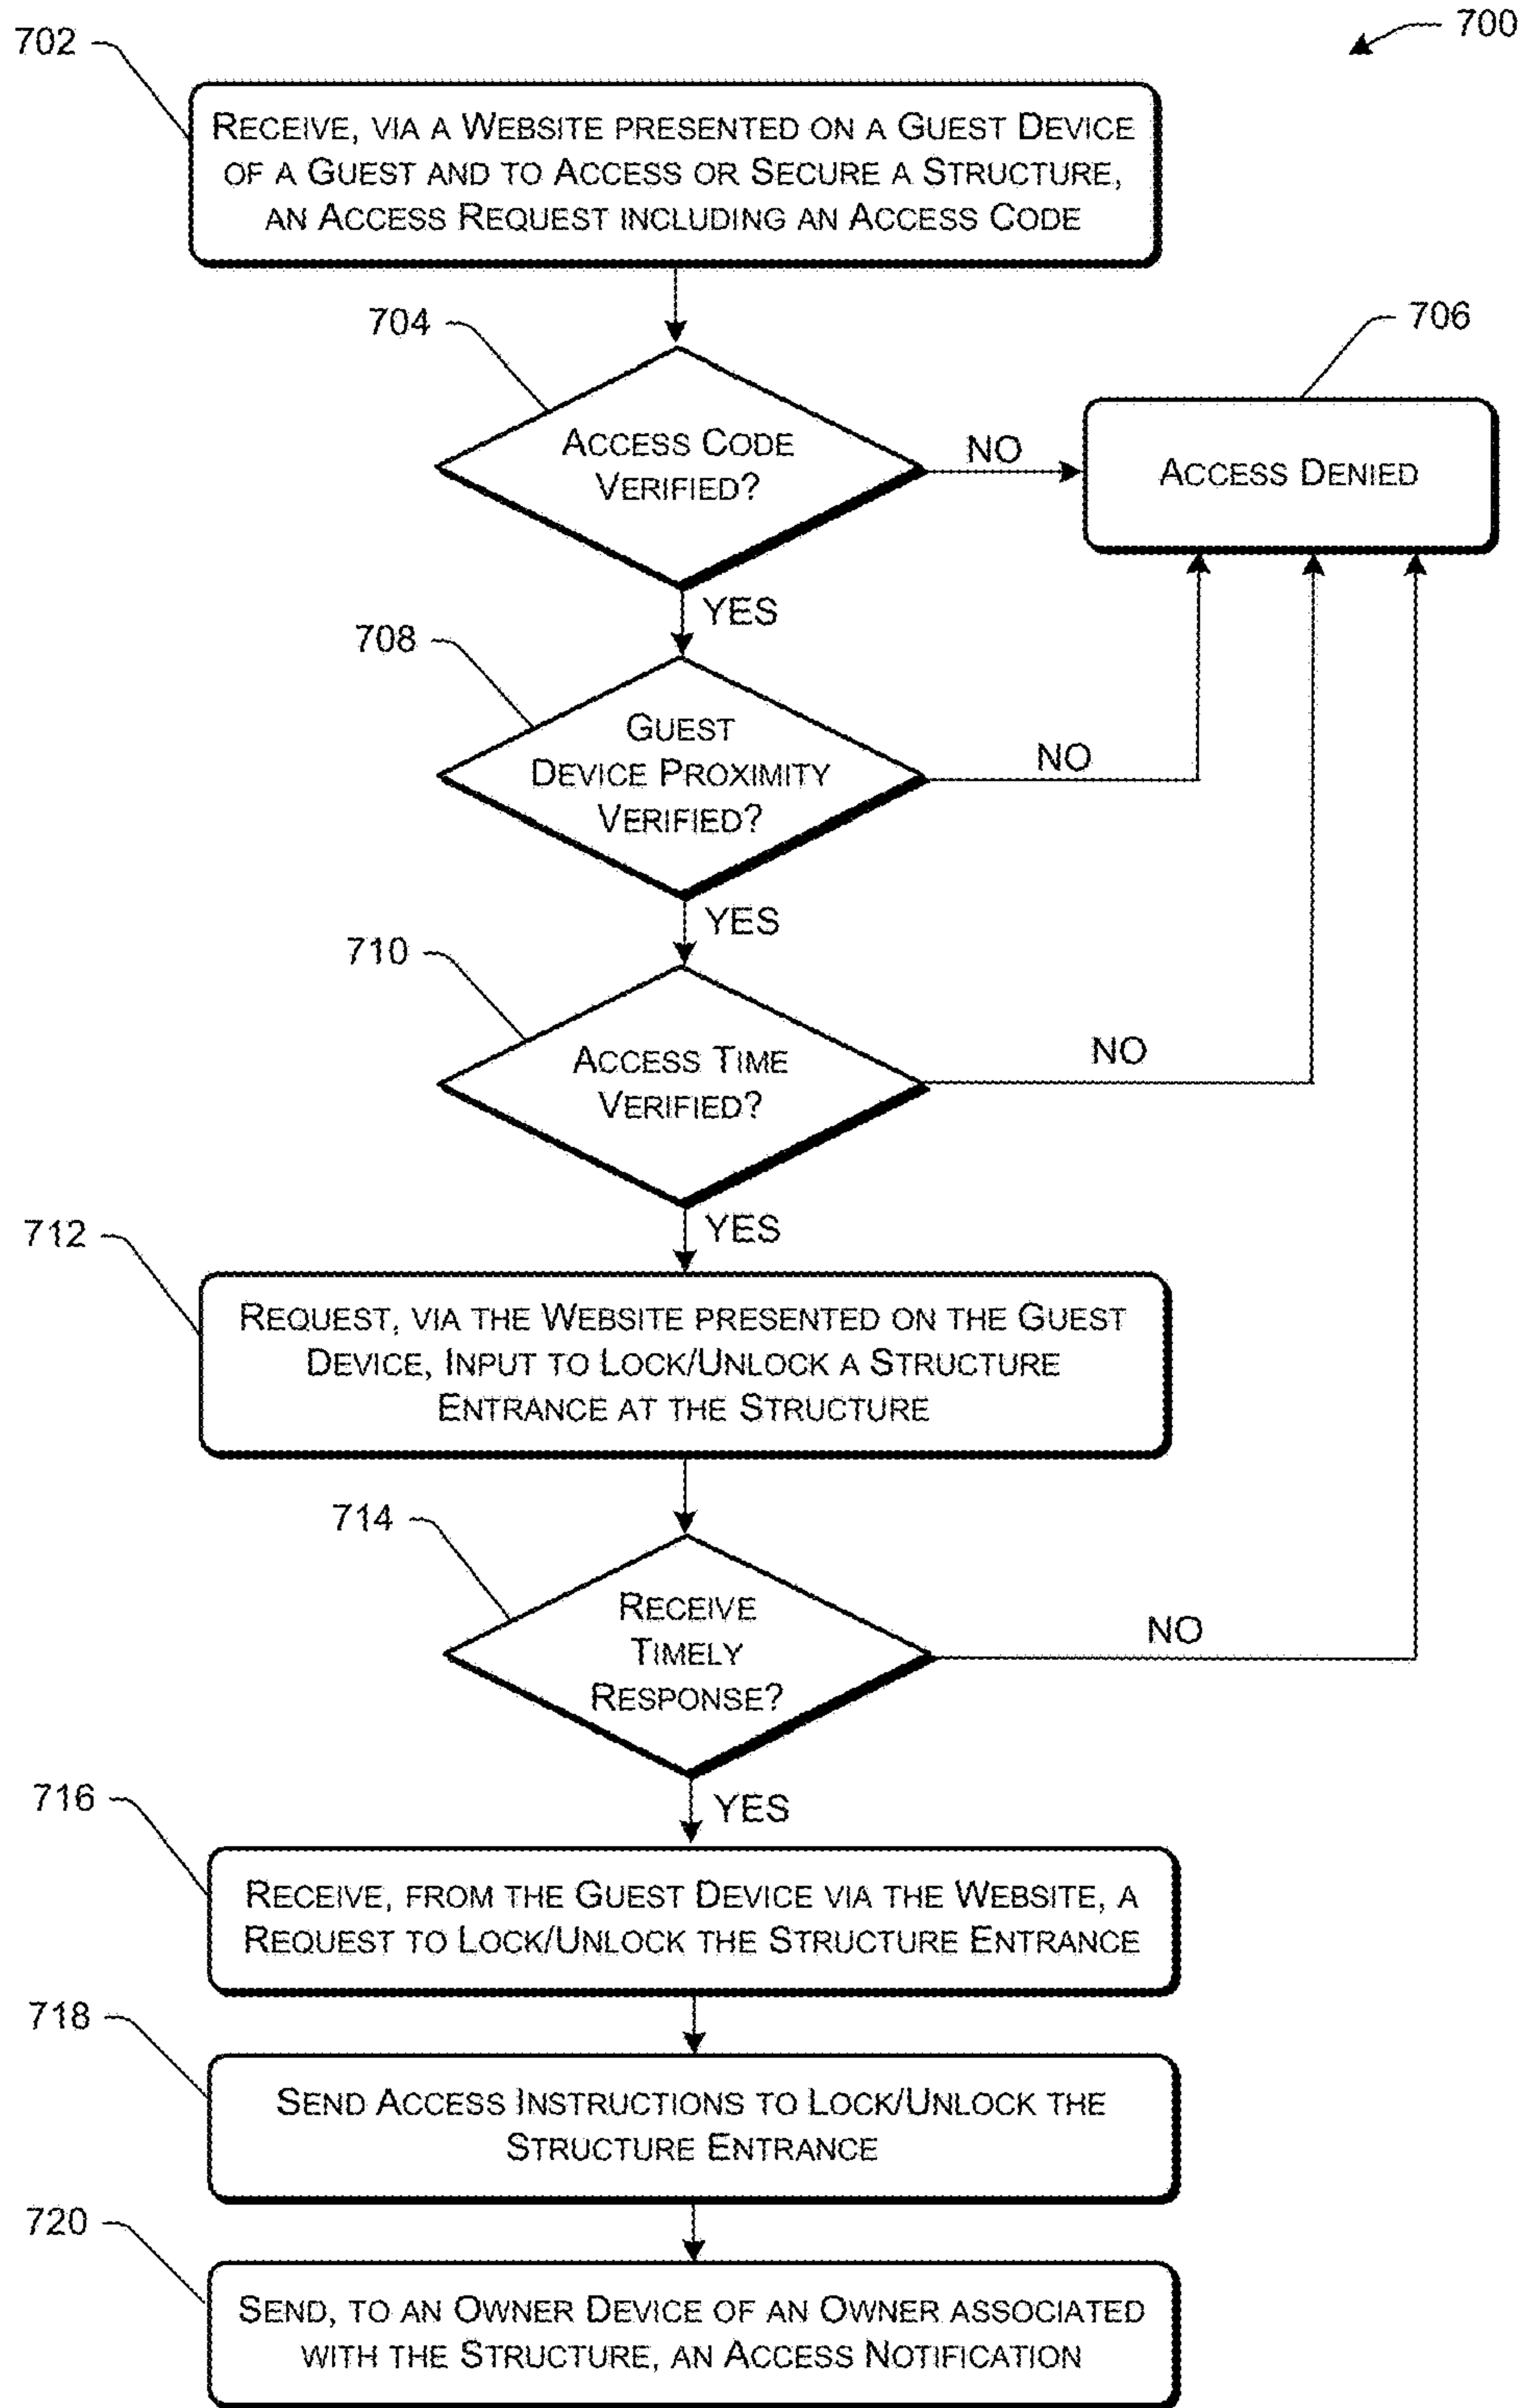 700
702
RECEIVE, VIA A WEBSITE PRESENTED ON A GUEST DEVICE
OF A GUEST AND TO ACCESS OR SECURE A STRUCTURE,
AN ACCESS REQUEST INCLUDING AN ACCESS CODE
704
ACCESS CODE
VERIFIED?
NO
706
ACCESS DENIED
YES
708
GUEST
DEVICE PROXIMITY
VERIFIED?
NO
YES
710
ACCESS TIME
VERIFIED?
NO
YES
712
REQUEST, VIA THE WEBSITE PRESENTED ON THE GUEST
DEVICE, INPUT TO LOCK/UNLOCK A STRUCTURE
ENTRANCE AT THE STRUCTURE
714
RECEIVE
TIMELY
RESPONSE?
NO
YES
716
RECEIVE, FROM THE GUEST DEVICE VIA THE WEBSITE, A
REQUEST TO LOCK/UNLOCK THE STRUCTURE ENTRANCE
718
SEND ACCESS INSTRUCTIONS TO LOCK/UNLOCK THE
STRUCTURE ENTRANCE
720
SEND, TO AN OWNER DEVICE OF AN OWNER ASSOCIATED
WITH THE STRUCTURE, AN ACCESS NOTIFICATION